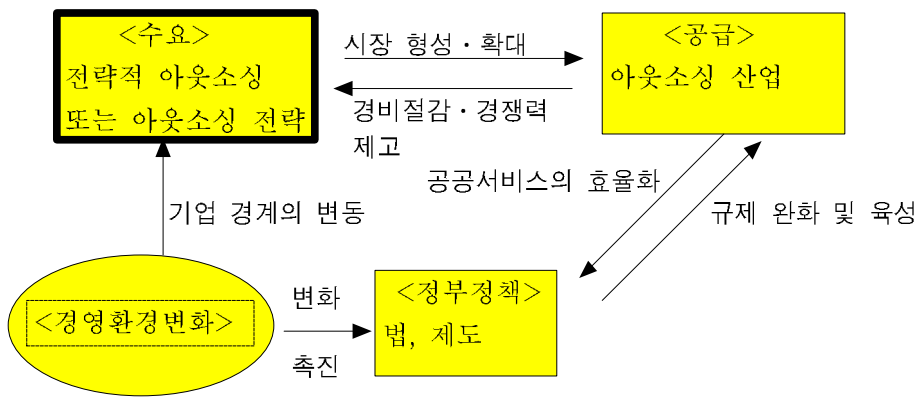 <수요>
전략적 아웃소싱
또는 아웃소싱 전략
시장 형성・확대
경비절감・경쟁력
제고
<공급>
아웃소싱 산업
공공서비스의 효율화
규제 완화 및 육성
기업 경계의 변동
<경영환경변화>
변화
촉진
<정부정책>
법, 제도